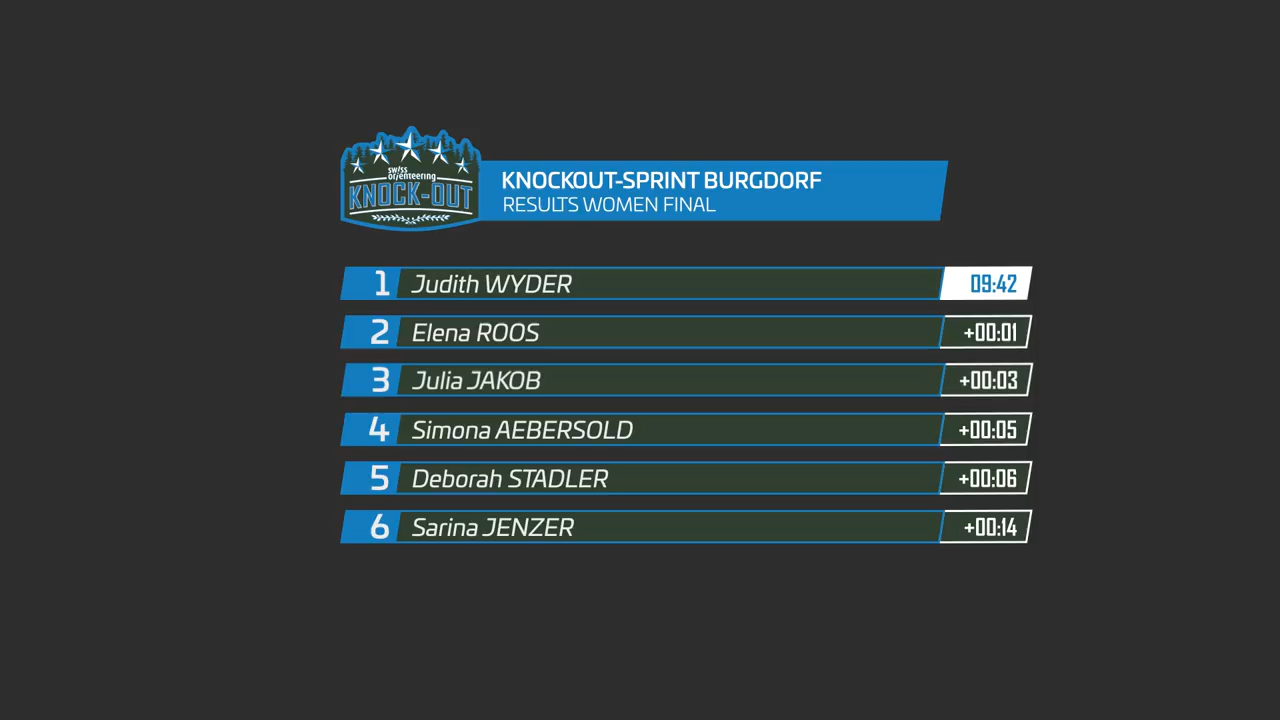 swiss
orienteering
KNOCK-OUT
KNOCKOUT-SPRINT BURGDORF
RESULTS WOMEN FINAL
1 Judith WYDER 09:42
2 Elena ROOS +00:01
3 Julia JAKOB +00:03
4 Simona AEBERSOLD +00:05
5 Deborah STADLER +00:06
6 Sarina JENZER +00:14